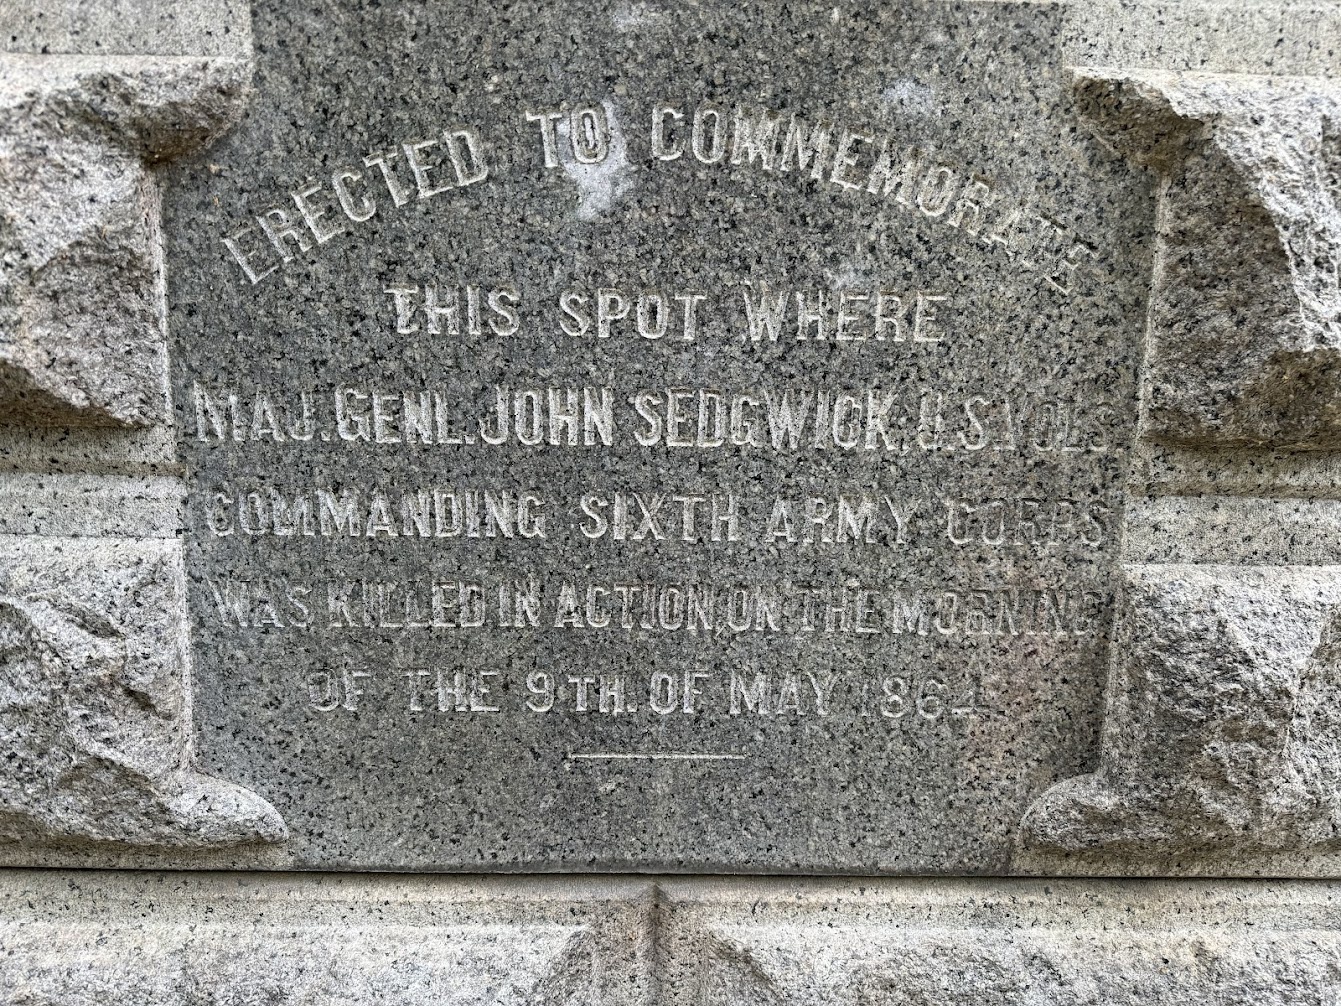 ERECTED TO COMMEMORATE
THIS SPOT WHERE
MAJ. GENL. JOHN SEDGWICK, U.S. VOLS
COMMANDING SIXTH ARMY CORPS
WAS KILLED IN ACTION, ON THE MORNING
OF THE 9TH. OF MAY 1864